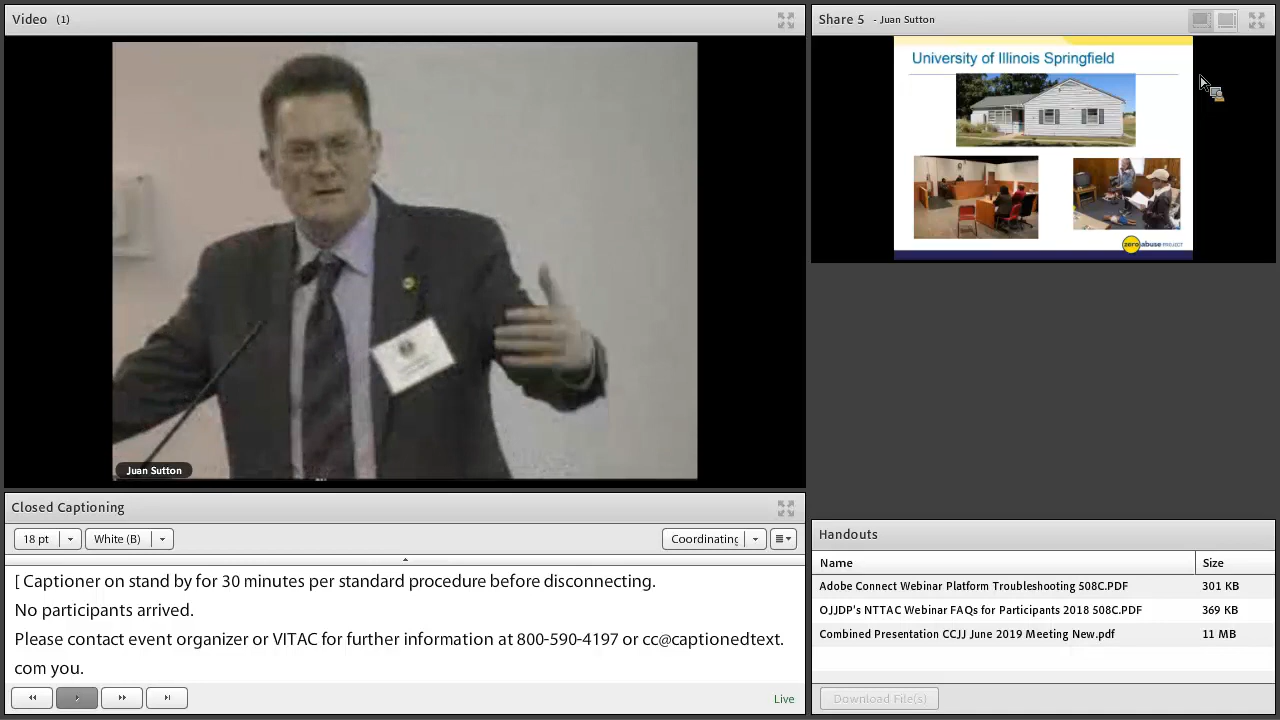 Video (1)
Juan Sutton
Share 5 - Juan Sutton
University of Illinois Springfield
zero abuse PROJECT
Closed Captioning
18 pt
White (B)
Coordinating
[ Captioner on stand by for 30 minutes per standard procedure before disconnecting.
No participants arrived.
Please contact event organizer or VITAC for further information at 800-590-4197 or cc@captionedtext.
com you.
Live
Handouts
Name Size
Adobe Connect Webinar Platform Troubleshooting 508C.PDF 301 KB
OJJDP's NTTAC Webinar FAQs for Participants 2018 508C.PDF 369 KB
Combined Presentation CCJJ June 2019 Meeting New.pdf 11 MB
Download File(s)